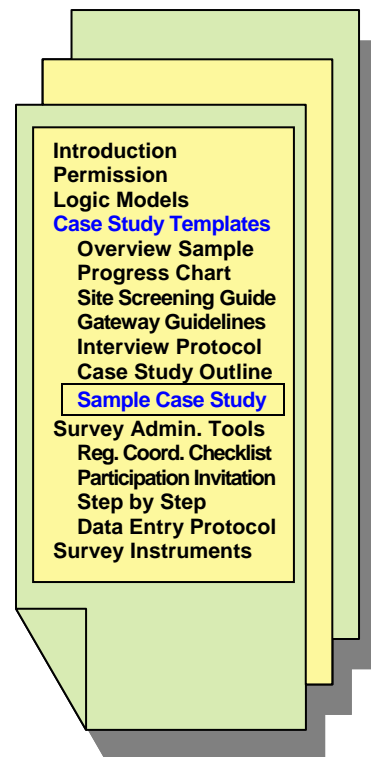 Introduction
Permission
Logic Models
Case Study Templates
Overview Sample
Progress Chart
Site Screening Guide
Gateway Guidelines
Interview Protocol
Case Study Outline
Sample Case Study
Survey Admin. Tools
Reg. Coord. Checklist
Participation Invitation
Step by Step
Data Entry Protocol
Survey Instruments